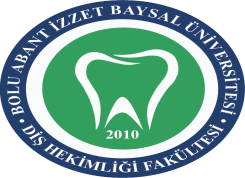 BOLU ABANT İZZET BAYSAL ÜNİVERSİTESİ
• DİŞ HEKİMLİĞİ FAKÜLTESİ •
2010